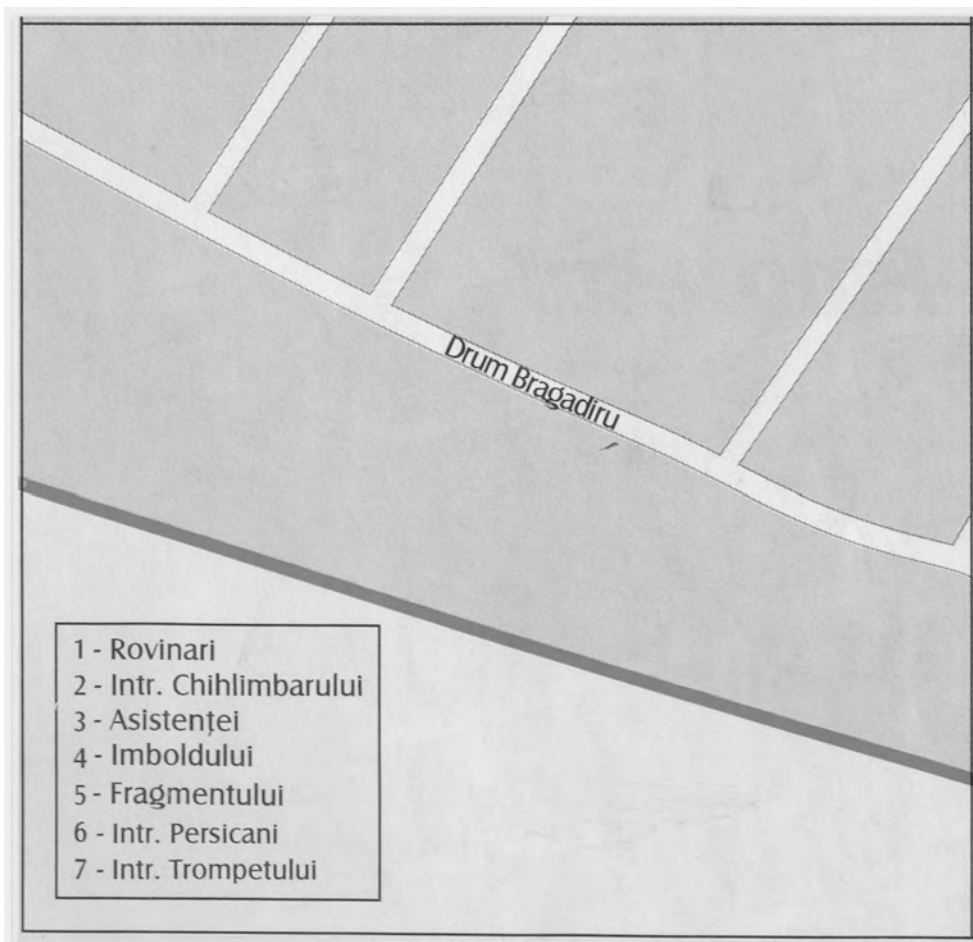 Drum Bragadiru
1 - Rovinari
2 - Intr. Chihlimbarului
3 - Asistenței
4 - Imboldului
5 - Fragmentului
6 - Intr. Persicani
7 - Intr. Trompetului